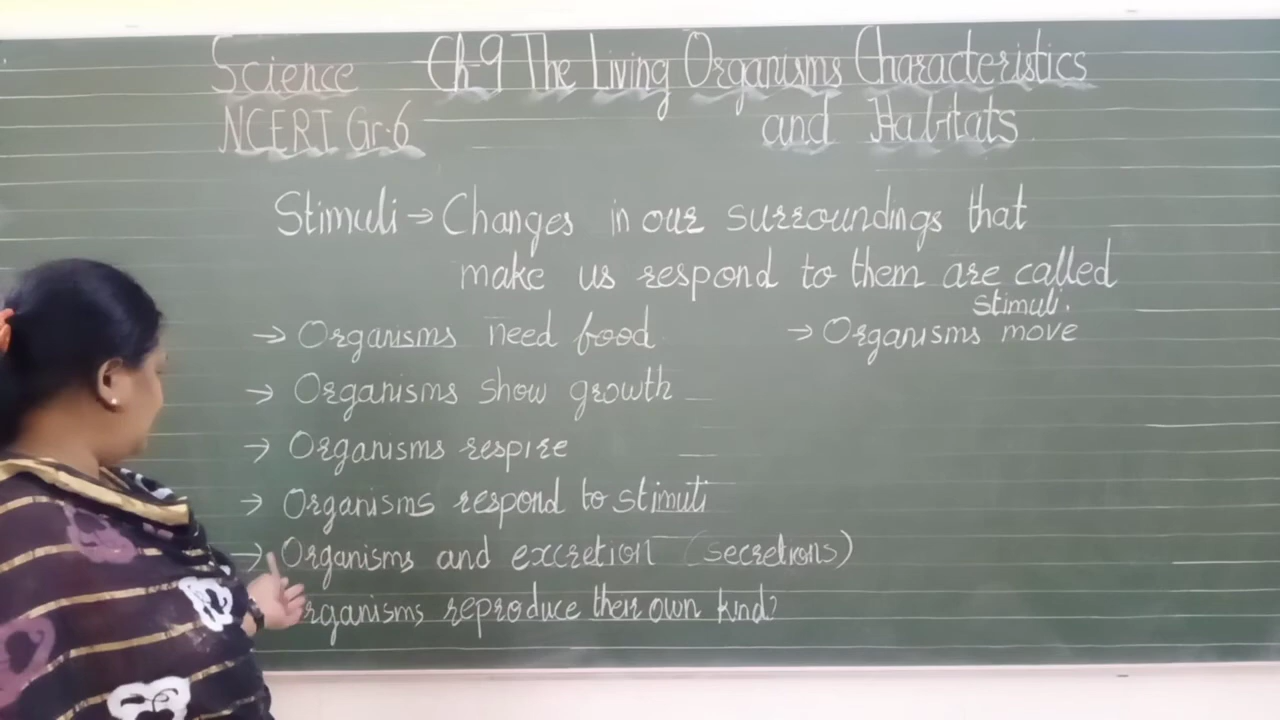 Science Ch-9 The Living Organisms Characteristics
NCERT Gr.6 and Habitats
Stimuli → Changes in our surroundings that
make us respond to them are called
stimuli.
→ Organisms need food → Organisms move
→ Organisms show growth
→ Organisms respire
→ Organisms respond to stimuli
→ Organisms and excretion (secretions)
Organisms reproduce their own kind?